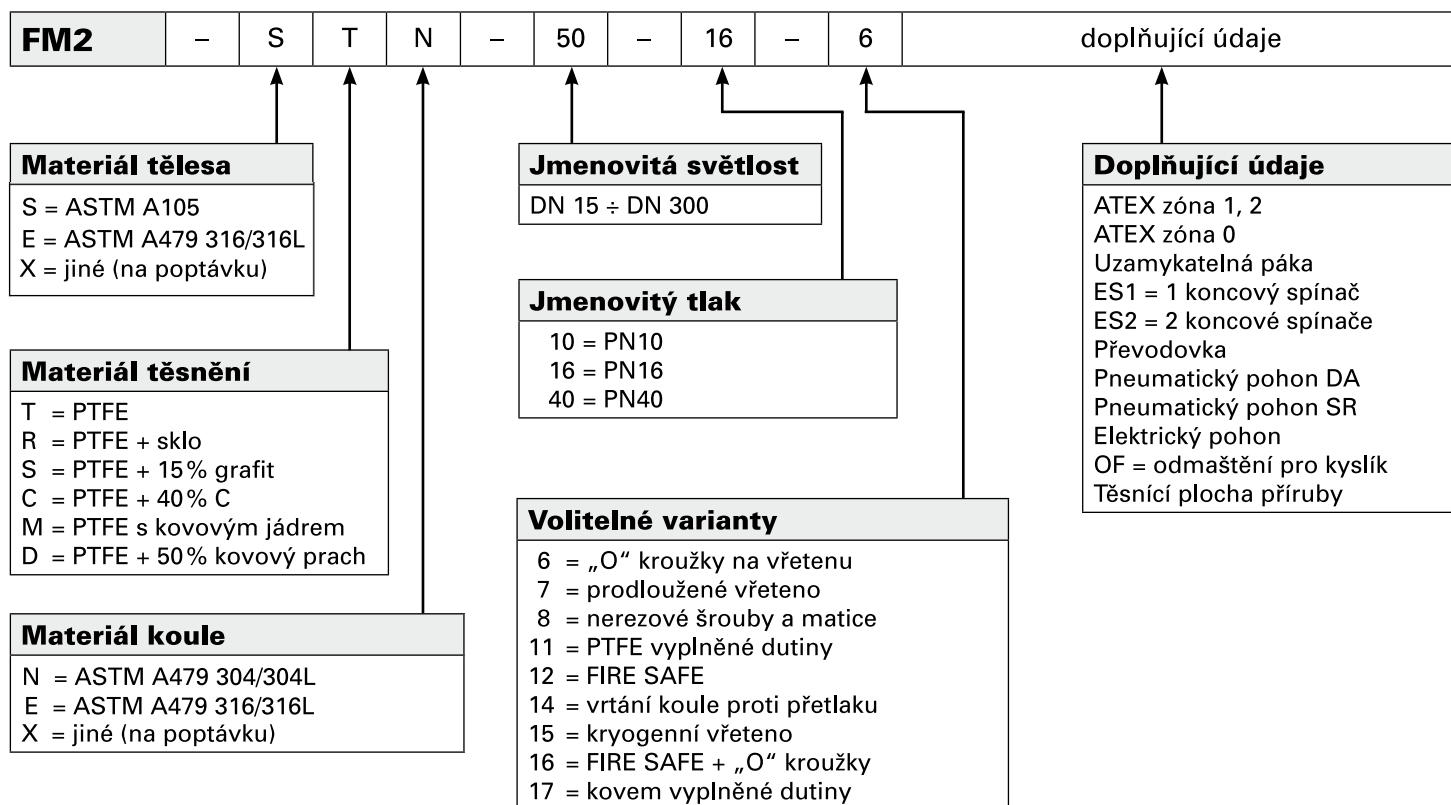 FM2 – S T N – 50 – 16 – 6 doplňující údaje
Materiál tělesa
S = ASTM A105
E = ASTM A479 316/316L
X = jiné (na poptávku)
Materiál těsnění
T = PTFE
R = PTFE + sklo
S = PTFE + 15% grafit
C = PTFE + 40% C
M = PTFE s kovovým jádrem
D = PTFE + 50% kovový prach
Materiál koule
N = ASTM A479 304/304L
E = ASTM A479 316/316L
X = jiné (na poptávku)
Jmenovitá světlost
DN 15 ÷ DN 300
Jmenovitý tlak
10 = PN10
16 = PN16
40 = PN40
Volitelné varianty
6 = „O“ kroužky na vřetenu
7 = prodloužené vřeteno
8 = nerezové šrouby a matice
11 = PTFE vyplněné dutiny
12 = FIRE SAFE
14 = vrtání koule proti přetlaku
15 = kryogenní vřeteno
16 = FIRE SAFE + „O“ kroužky
17 = kovem vyplněné dutiny
Doplňující údaje
ATEX zóna 1, 2
ATEX zóna 0
Uzamykatelná páka
ES1 = 1 koncový spínač
ES2 = 2 koncové spínače
Převodovka
Pneumatický pohon DA
Pneumatický pohon SR
Elektrický pohon
OF = odmaštění pro kyslík
Těsnící plocha příruby